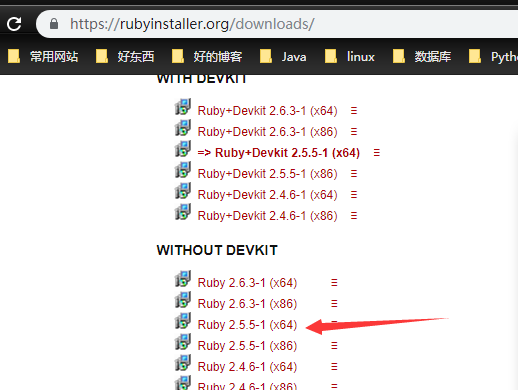 https://rubyinstaller.org/downloads/
常用网站 好东西 好的博客 Java linux 数据库 Pyth
WITH DEVKIT
Ruby+Devkit 2.6.3-1 (x64)
Ruby+Devkit 2.6.3-1 (x86)
=> Ruby+Devkit 2.5.5-1 (x64)
Ruby+Devkit 2.5.5-1 (x86)
Ruby+Devkit 2.4.6-1 (x64)
Ruby+Devkit 2.4.6-1 (x86)
WITHOUT DEVKIT
Ruby 2.6.3-1 (x64)
Ruby 2.6.3-1 (x86)
Ruby 2.5.5-1 (x64)
Ruby 2.5.5-1 (x86)
Ruby 2.4.6-1 (x64)
Ruby 2.4.6-1 (x86)